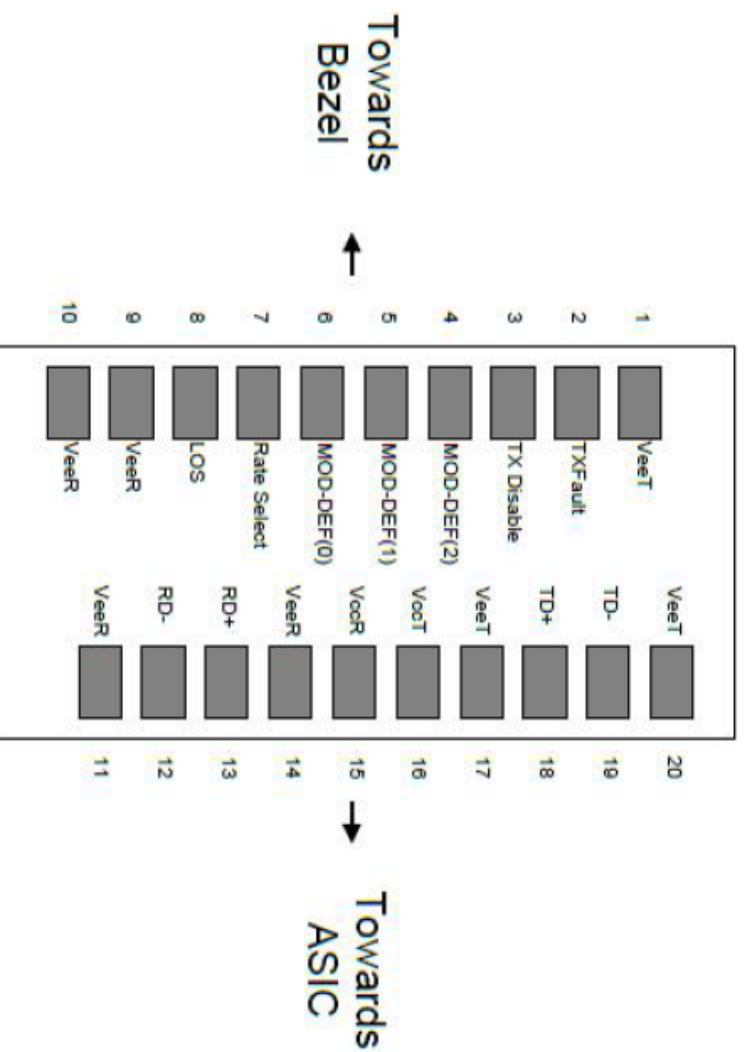 Towards
Bezel
1
2
3
4
5
6
7
8
9
10
VeeT
TXFault
TX Disable
MOD-DEF(2)
MOD-DEF(1)
MOD-DEF(0)
Rate Select
LOS
VeeR
VeeR
VeeT
TD-
TD+
VeeT
VccT
VccR
VeeR
RD+
RD-
VeeR
20
19
18
17
16
15
14
13
12
11
Towards
ASIC